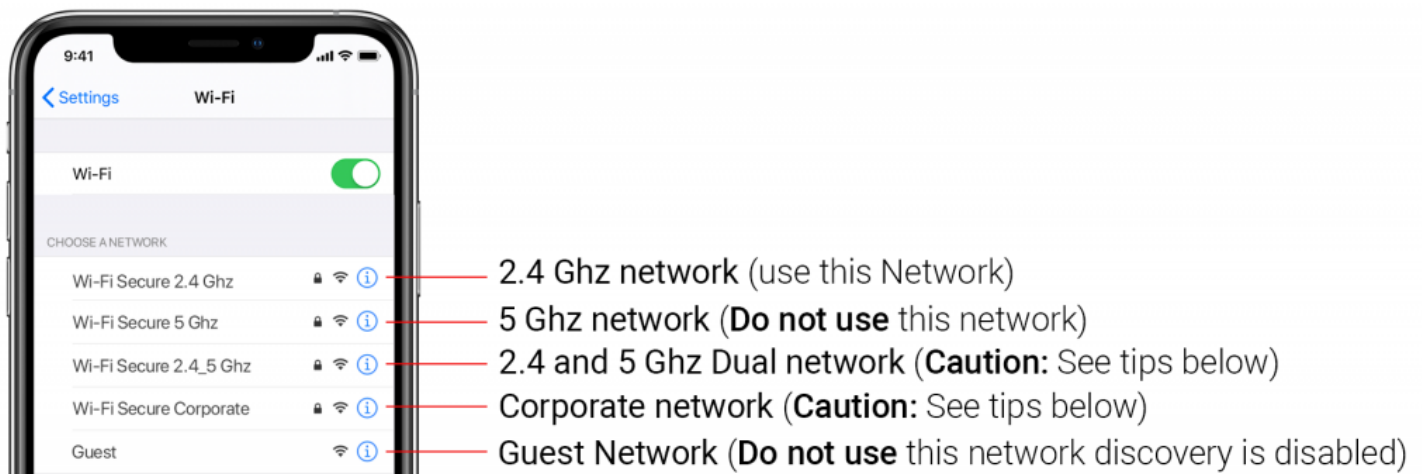 9:41
Settings Wi-Fi
Wi-Fi
CHOOSE A NETWORK
Wi-Fi Secure 2.4 Ghz 2.4 Ghz network (use this Network)
Wi-Fi Secure 5 Ghz 5 Ghz network (Do not use this network)
Wi-Fi Secure 2.4_5 Ghz 2.4 and 5 Ghz Dual network (Caution: See tips below)
Wi-Fi Secure Corporate Corporate network (Caution: See tips below)
Guest Guest Network (Do not use this network discovery is disabled)